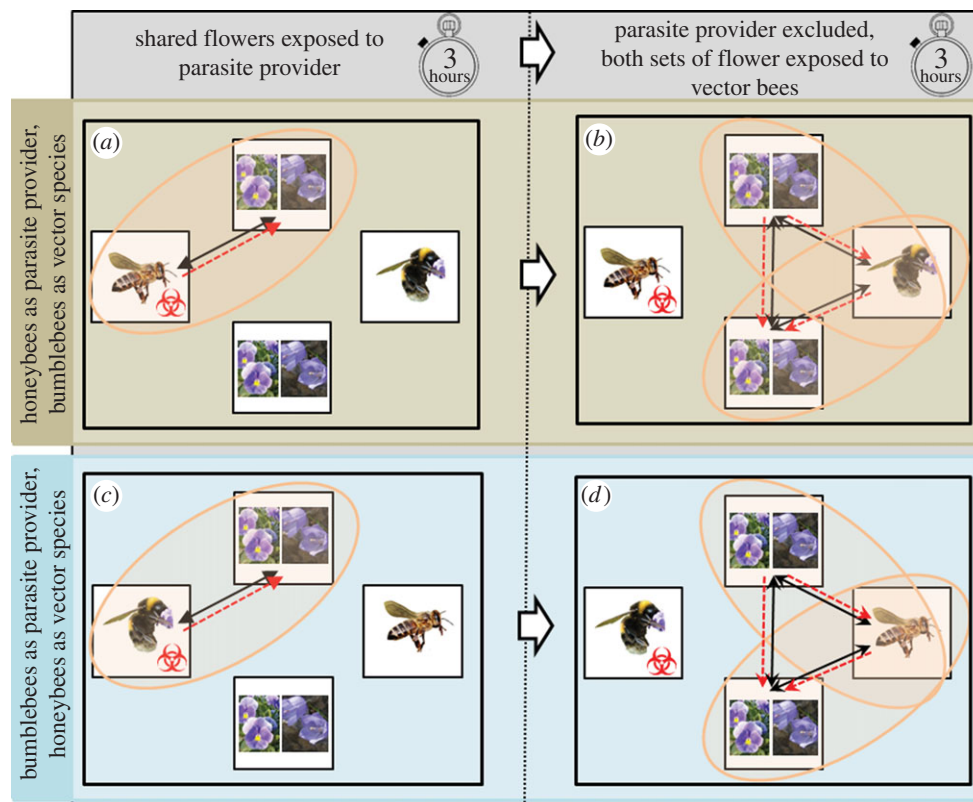 shared flowers exposed to
parasite provider
3
hours
parasite provider excluded,
both sets of flower exposed to
vector bees
3
hours
honeybees as parasite provider,
bumblebees as vector species
(a)
(b)
bumblebees as parasite provider,
honeybees as vector species
(c)
(d)